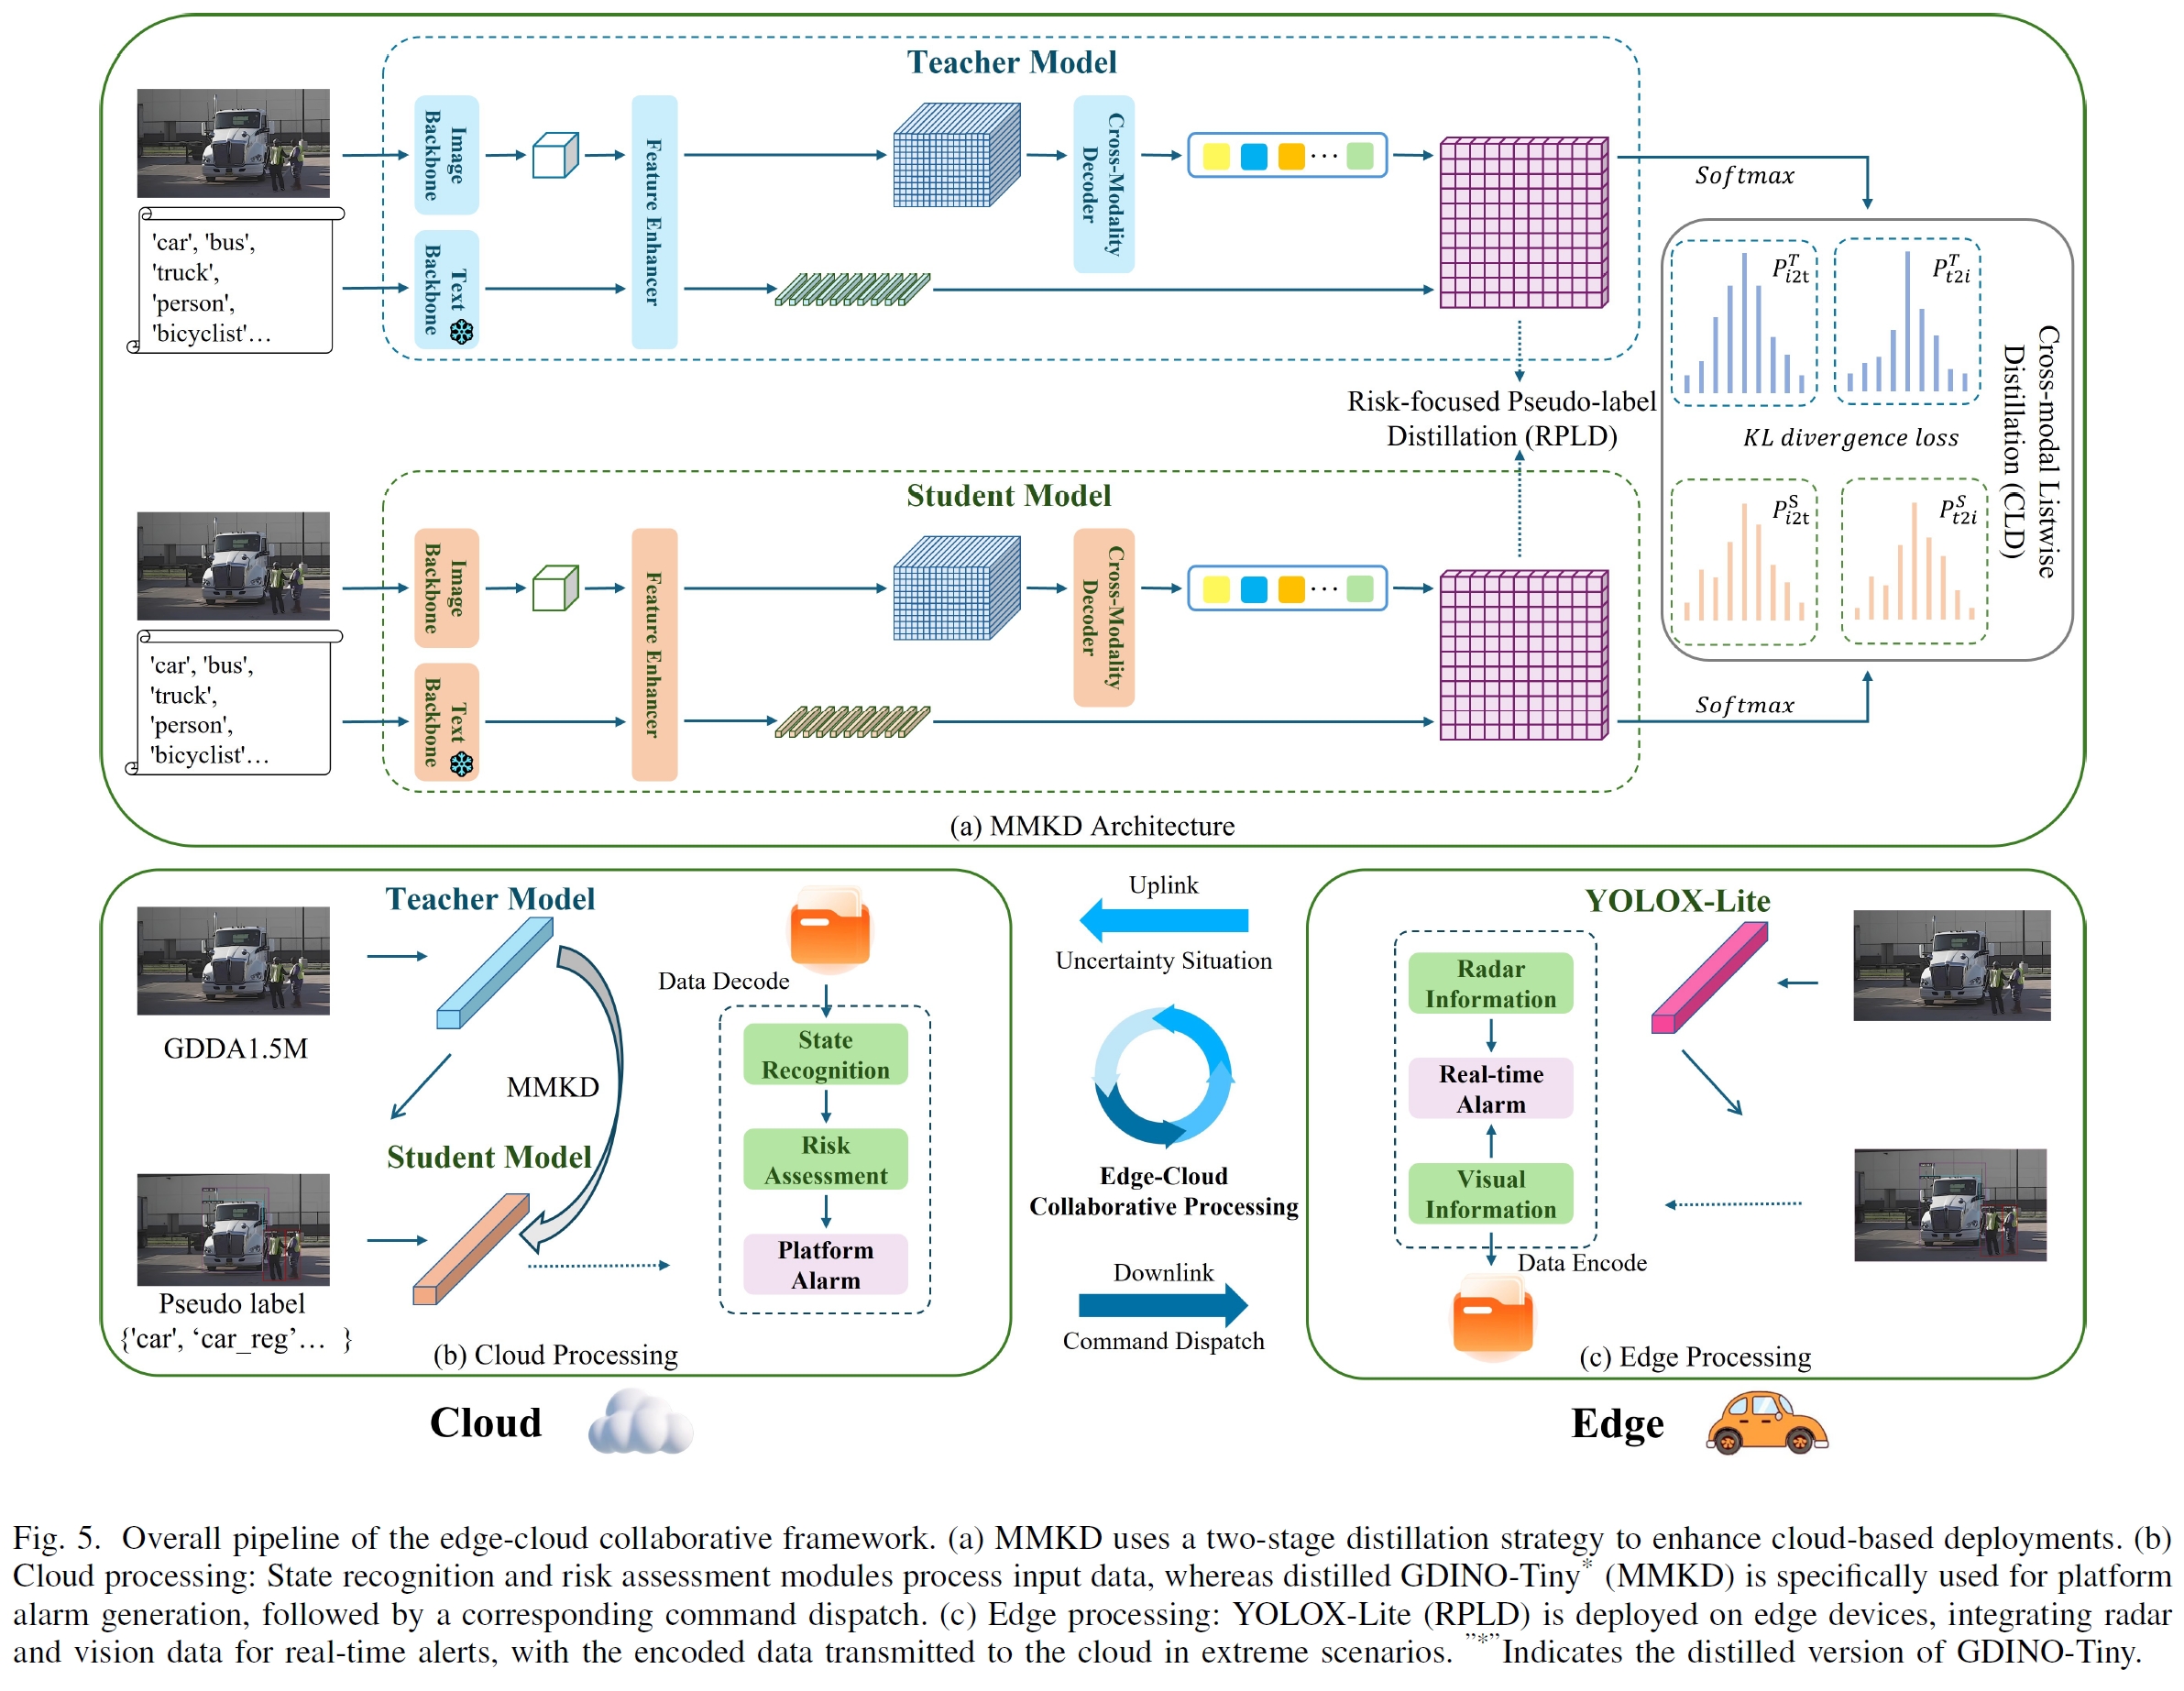 Teacher Model
Image Backbone
Text Backbone
Feature Enhancer
Cross-Modality Decoder
'car', 'bus',
'truck',
'person',
'bicyclist'…
Softmax
P^T_{i2t}
P^T_{t2i}
KL divergence loss
P^S_{i2t}
P^S_{t2i}
Cross-modal Listwise
Distillation (CLD)
Risk-focused Pseudo-label
Distillation (RPLD)
Student Model
Image Backbone
Text Backbone
Feature Enhancer
Cross-Modality Decoder
'car', 'bus',
'truck',
'person',
'bicyclist'…
Softmax
(a) MMKD Architecture
Teacher Model
GDDA1.5M
MMKD
Student Model
Pseudo label
{'car', ‘car_reg’… }
Data Decode
State
Recognition
Risk
Assessment
Platform
Alarm
(b) Cloud Processing
Cloud
Uplink
Uncertainty Situation
Edge-Cloud
Collaborative Processing
Downlink
Command Dispatch
YOLOX-Lite
Radar
Information
Real-time
Alarm
Visual
Information
Data Encode
(c) Edge Processing
Edge
Fig. 5. Overall pipeline of the edge-cloud collaborative framework. (a) MMKD uses a two-stage distillation strategy to enhance cloud-based deployments. (b)
Cloud processing: State recognition and risk assessment modules process input data, whereas distilled GDINO-Tiny* (MMKD) is specifically used for platform
alarm generation, followed by a corresponding command dispatch. (c) Edge processing: YOLOX-Lite (RPLD) is deployed on edge devices, integrating radar
and vision data for real-time alerts, with the encoded data transmitted to the cloud in extreme scenarios. ”*”Indicates the distilled version of GDINO-Tiny.